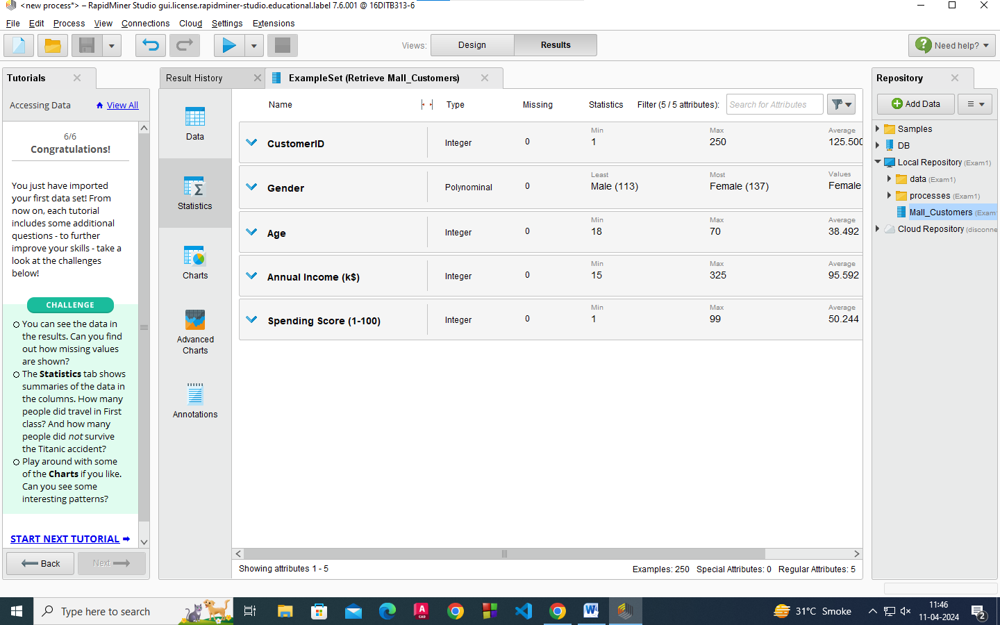 <new process*> – RapidMiner Studio gui.license.rapidminer-studio.educational.label 7.6.001 @ 16DITB313-6
File Edit Process View Connections Cloud Settings Extensions
Views: Design Results
Need help?
Tutorials
Accessing Data View All
6/6
Congratulations!
You just have imported
your first data set! From
now on, each tutorial
includes some additional
questions - to further
improve your skills - take a
look at the challenges
below!
CHALLENGE
You can see the data in
the results. Can you find
out how missing values
are shown?
The Statistics tab shows
summaries of the data in
the columns. How many
people did travel in First
class? And how many
people did not survive
the Titanic accident?
Play around with some
of the Charts if you like.
Can you see some
interesting patterns?
START NEXT TUTORIAL
Back Next
Result History
ExampleSet (Retrieve Mall_Customers)
Data
Statistics
Charts
Advanced
Charts
Annotations
Name Type Missing Statistics Filter (5 / 5 attributes): Search for Attributes
Min Max Average
CustomerID Integer 0 1 250 125.500
Least Most Values
Gender Polynominal 0 Male (113) Female (137) Female
Min Max Average
Age Integer 0 18 70 38.492
Min Max Average
Annual Income (k$) Integer 0 15 325 95.592
Min Max Average
Spending Score (1-100) Integer 0 1 99 50.244
Showing attributes 1 - 5
Examples: 250 Special Attributes: 0 Regular Attributes: 5
Repository
Add Data
Samples
DB
Local Repository (Exam1)
data (Exam1)
processes (Exam1)
Mall_Customers (Exam
Cloud Repository (disconne
Type here to search
A
CAD
W
31°C Smoke
11:46
11-04-2024
2